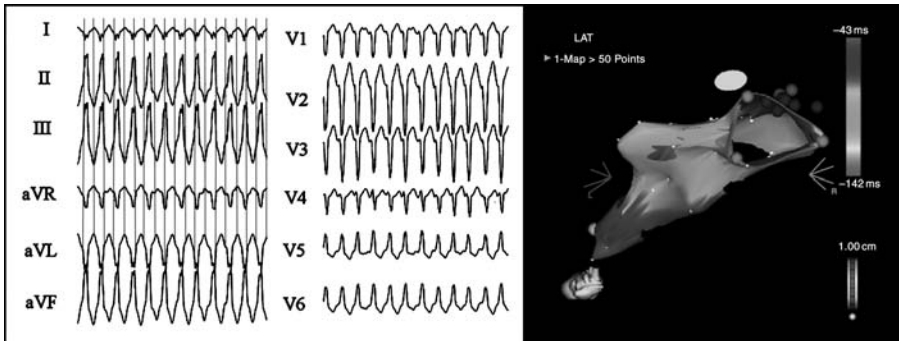 I
II
III
aVR
aVL
aVF
V1
V2
V3
V4
V5
V6
LAT
1-Map > 50 Points
−43 ms
−142 ms
L
R
1.00 cm